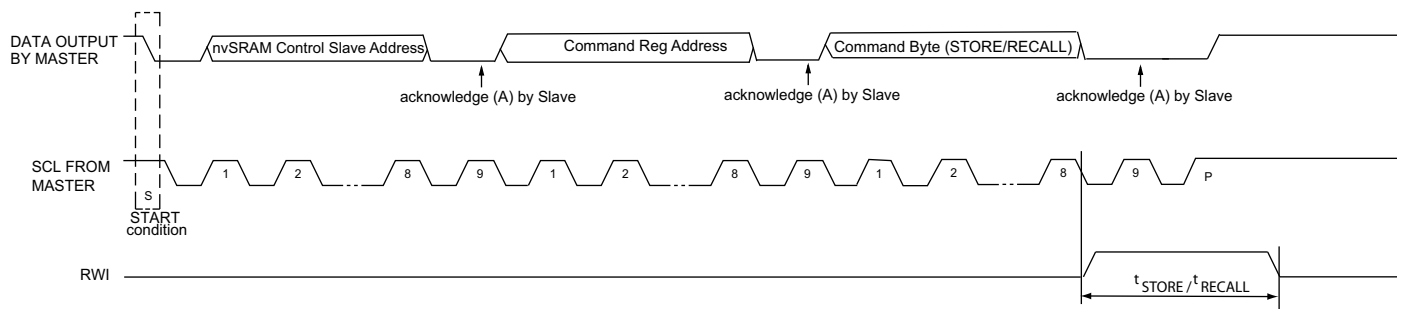 DATA OUTPUT
BY MASTER
nvSRAM Control Slave Address
Command Reg Address
Command Byte (STORE/RECALL)
acknowledge (A) by Slave
acknowledge (A) by Slave
acknowledge (A) by Slave
SCL FROM
MASTER
1 2 8 9 1 2 8 9 1 2 8 9
S
P
START
condition
RWI
t STORE / t RECALL